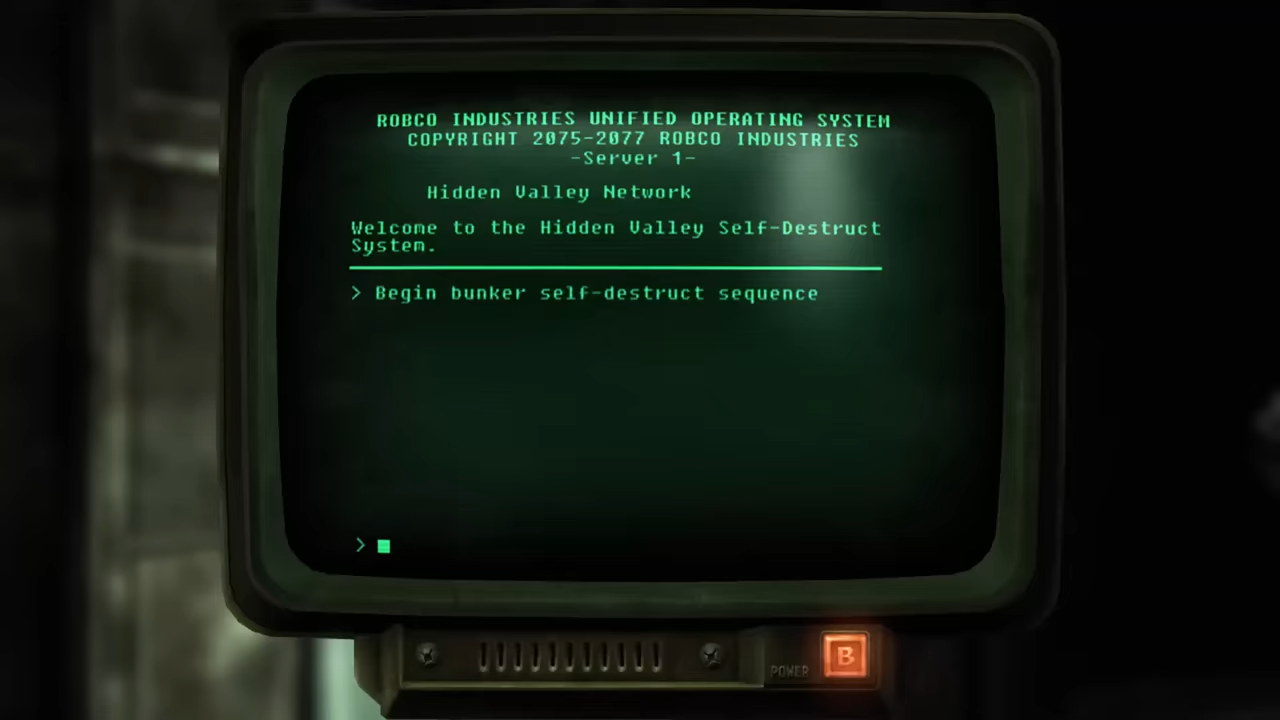 ROBCO INDUSTRIES UNIFIED OPERATING SYSTEM
COPYRIGHT 2075-2077 ROBCO INDUSTRIES
-Server 1-
Hidden Valley Network
Welcome to the Hidden Valley Self-Destruct
System.
> Begin bunker self-destruct sequence
>
POWER
B